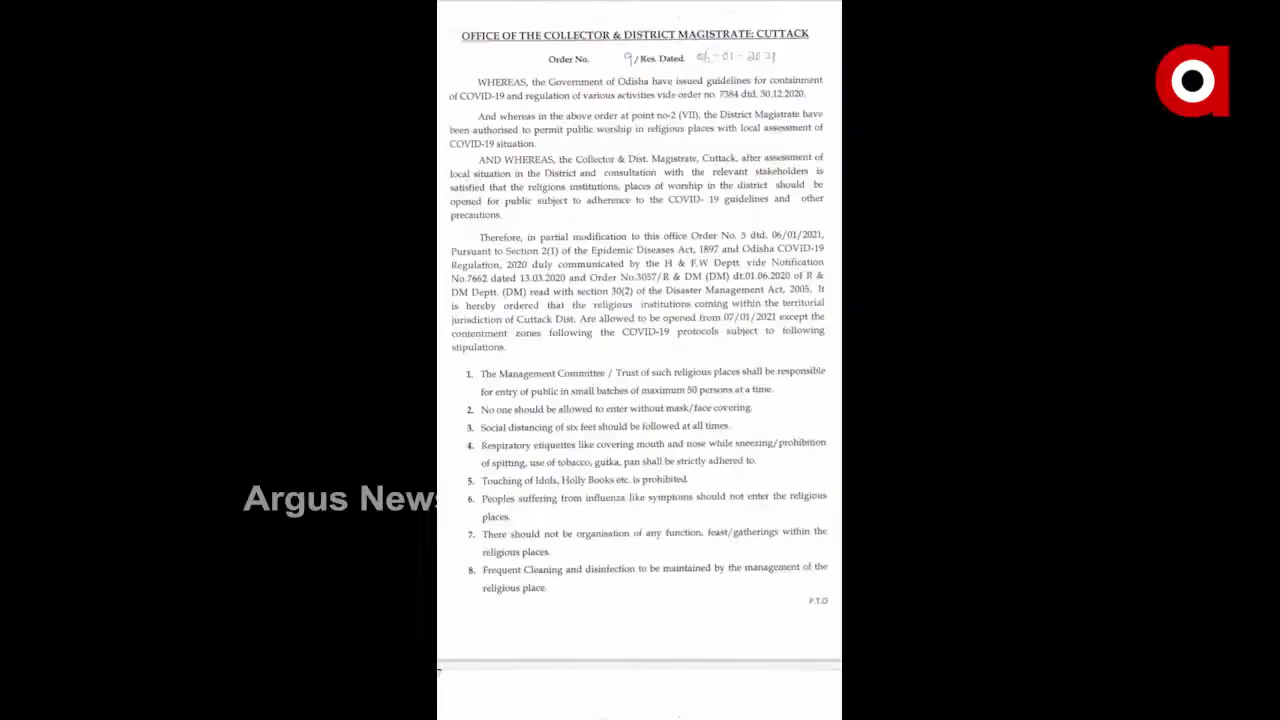 OFFICE OF THE COLLECTOR & DISTRICT MAGISTRATE: CUTTACK
Order No. 9/Res. Dated. 06-01-2021
WHEREAS, the Government of Odisha have issued guidelines for containment
of COVID-19 and regulation of various activities vide order no. 7384 dtd. 30.12.2020.
And whereas in the above order at point no-2 (VII), the District Magistrate have
been authorised to permit public worship in religious places with local assessment of
COVID-19 situation.
AND WHEREAS, the Collector & Dist. Magistrate, Cuttack, after assessment of
local situation in the District and consultation with the relevant stakeholders is
satisfied that the religions institutions, places of worship in the district should be
opened for public subject to adherence to the COVID- 19 guidelines and other
precautions.
Therefore, in partial modification to this office Order No. 3 dtd. 06/01/2021,
Pursuant to Section 2(1) of the Epidemic Diseases Act, 1897 and Odisha COVID-19
Regulation, 2020 duly communicated by the H & F.W Deptt. vide Notification
No.7662 dated 13.03.2020 and Order No.3057/R & DM (DM) dt.01.06.2020 of R &
DM Deptt. (DM) read with section 30(2) of the Disaster Management Act, 2005. It
is hereby ordered that the religious institutions coming within the territorial
jurisdiction of Cuttack Dist. Are allowed to be opened from 07/01/2021 except the
contentment zones following the COVID-19 protocols subject to following
stipulations.
1. The Management Committee / Trust of such religious places shall be responsible
for entry of public in small batches of maximum 50 persons at a time.
2. No one should be allowed to enter without mask/face covering.
3. Social distancing of six feet should be followed at all times.
4. Respiratory etiquettes like covering mouth and nose while sneezing/prohibition
of spitting, use of tobacco, gutka, pan shall be strictly adhered to.
5. Touching of Idols, Holly Books etc. is prohibited.
Argus News
6. Peoples suffering from influenza like symptoms should not enter the religious
places.
7. There should not be organisation of any function, feast/gatherings within the
religious places.
8. Frequent Cleaning and disinfection to be maintained by the management of the
religious place.
P.T.O